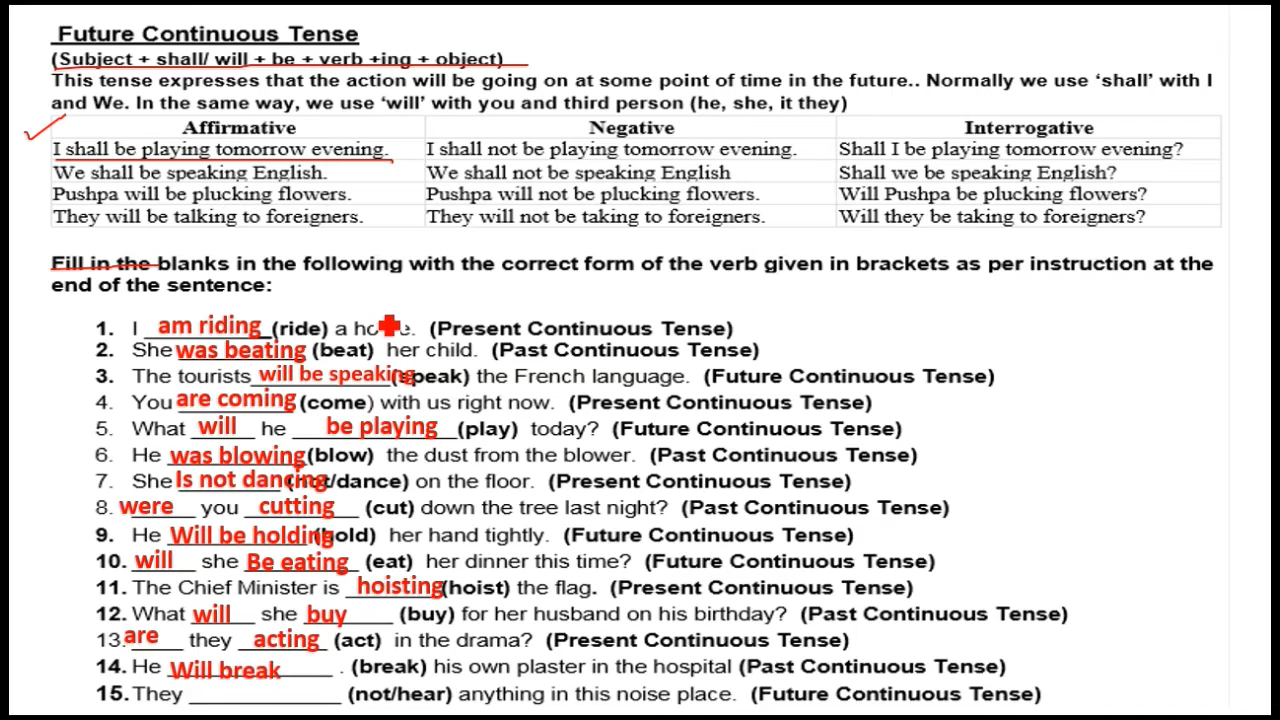 Future Continuous Tense
(Subject + shall/ will + be + verb +ing + object)
This tense expresses that the action will be going on at some point of time in the future.. Normally we use ‘shall’ with I
and We. In the same way, we use ‘will’ with you and third person (he, she, it they)
Affirmative Negative Interrogative
I shall be playing tomorrow evening. I shall not be playing tomorrow evening. Shall I be playing tomorrow evening?
We shall be speaking English. We shall not be speaking English Shall we be speaking English?
Pushpa will be plucking flowers. Pushpa will not be plucking flowers. Will Pushpa be plucking flowers?
They will be talking to foreigners. They will not be taking to foreigners. Will they be taking to foreigners?
Fill in the blanks in the following with the correct form of the verb given in brackets as per instruction at the
end of the sentence:
1. I am riding (ride) a (Present Continuous Tense)
2. She was beating (beat) her child. (Past Continuous Tense)
3. The tourists will be speaking (speak) the French language. (Future Continuous Tense)
4. You are coming (come) with us right now. (Present Continuous Tense)
5. What will he be playing (play) today? (Future Continuous Tense)
6. He was blowing (blow) the dust from the blower. (Past Continuous Tense)
7. She Is not dancing (not/dance) on the floor. (Present Continuous Tense)
8. were you cutting (cut) down the tree last night? (Past Continuous Tense)
9. He Will be holding (hold) her hand tightly. (Future Continuous Tense)
10. will she Be eating (eat) her dinner this time? (Future Continuous Tense)
11. The Chief Minister is hoisting (hoist) the flag. (Present Continuous Tense)
12. What will she buy (buy) for her husband on his birthday? (Past Continuous Tense)
13. are they acting (act) in the drama? (Present Continuous Tense)
14. He Will break . (break) his own plaster in the hospital (Past Continuous Tense)
15. They ______________ (not/hear) anything in this noise place. (Future Continuous Tense)